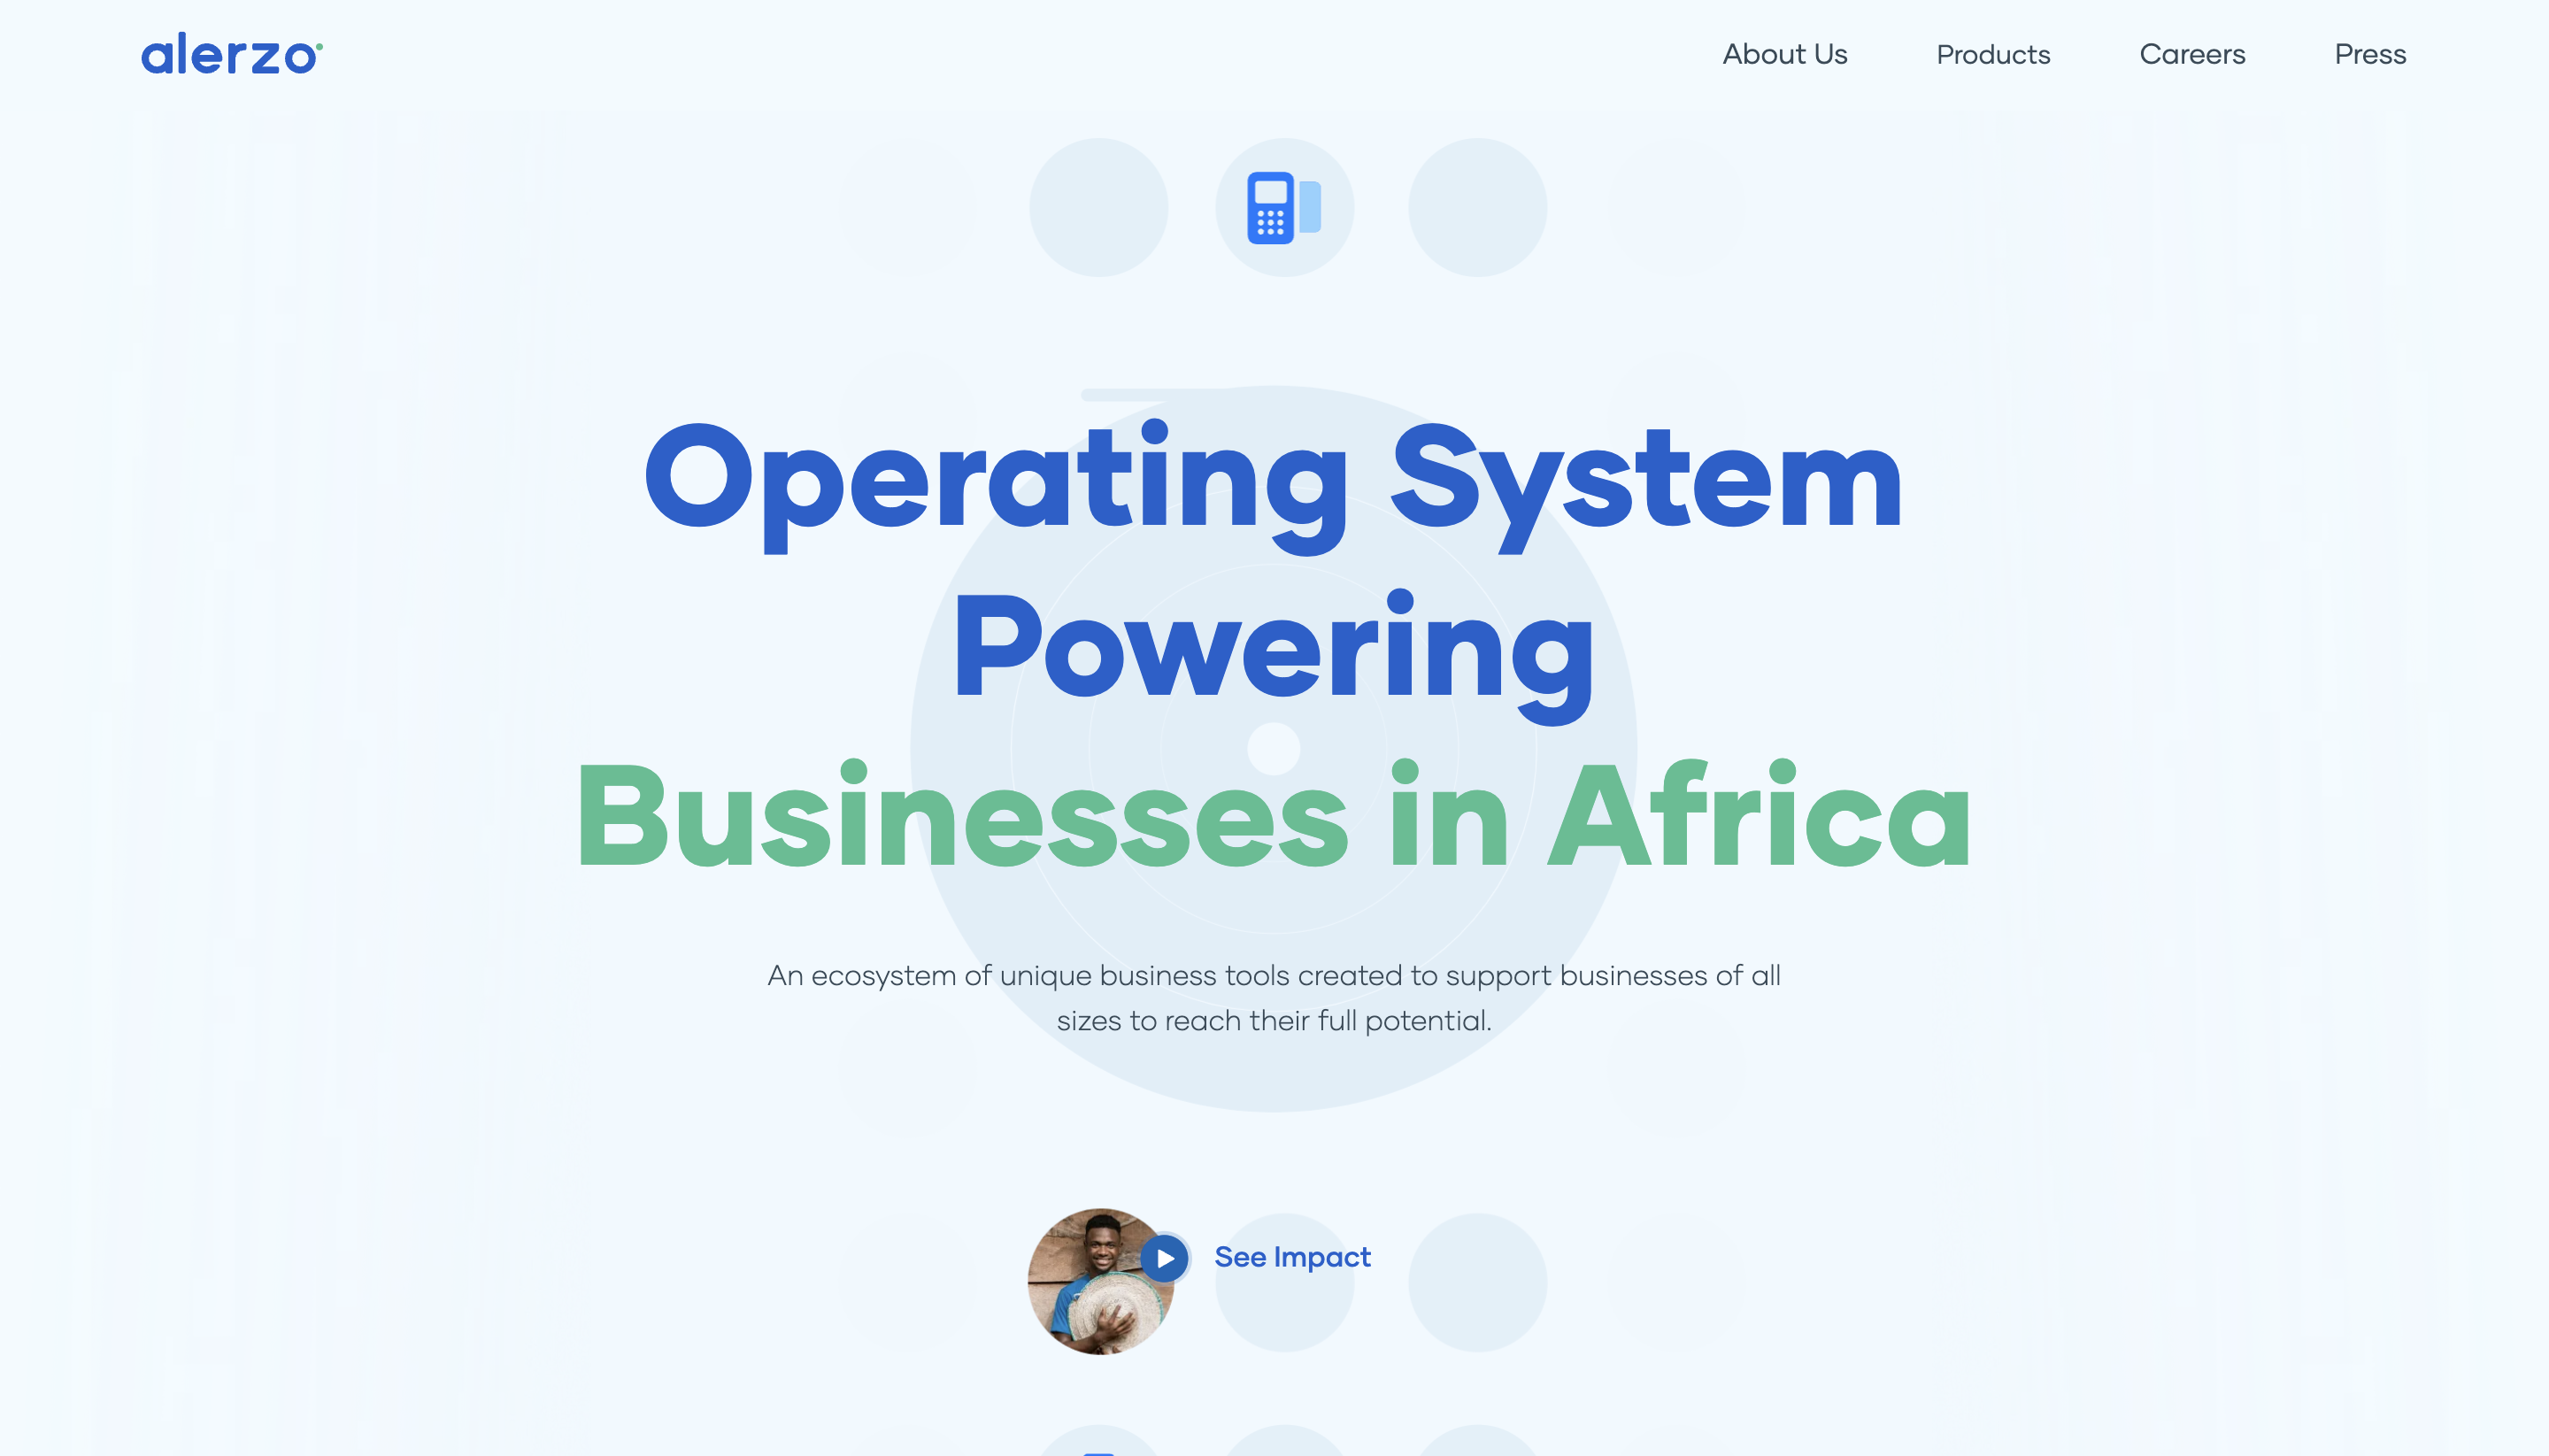 alerzo
About Us
Products
Careers
Press
Operating System
Powering
Businesses in Africa
An ecosystem of unique business tools created to support businesses of all
sizes to reach their full potential.
See Impact